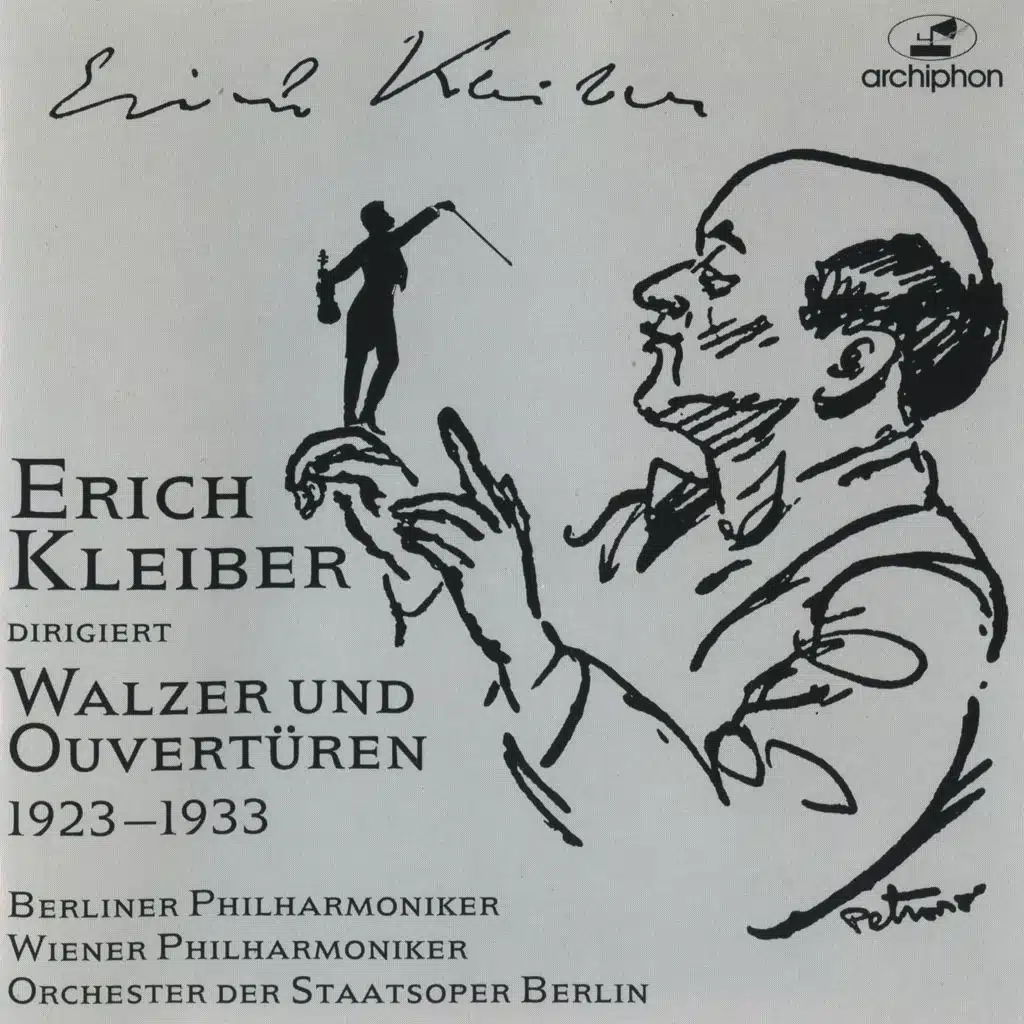 Erich Kleiber
archiphon
ERICH
KLEIBER
DIRIGIERT
WALZER UND
OUVERTÜREN
1923–1933
BERLINER PHILHARMONIKER
WIENER PHILHARMONIKER
ORCHESTER DER STAATSOPER BERLIN